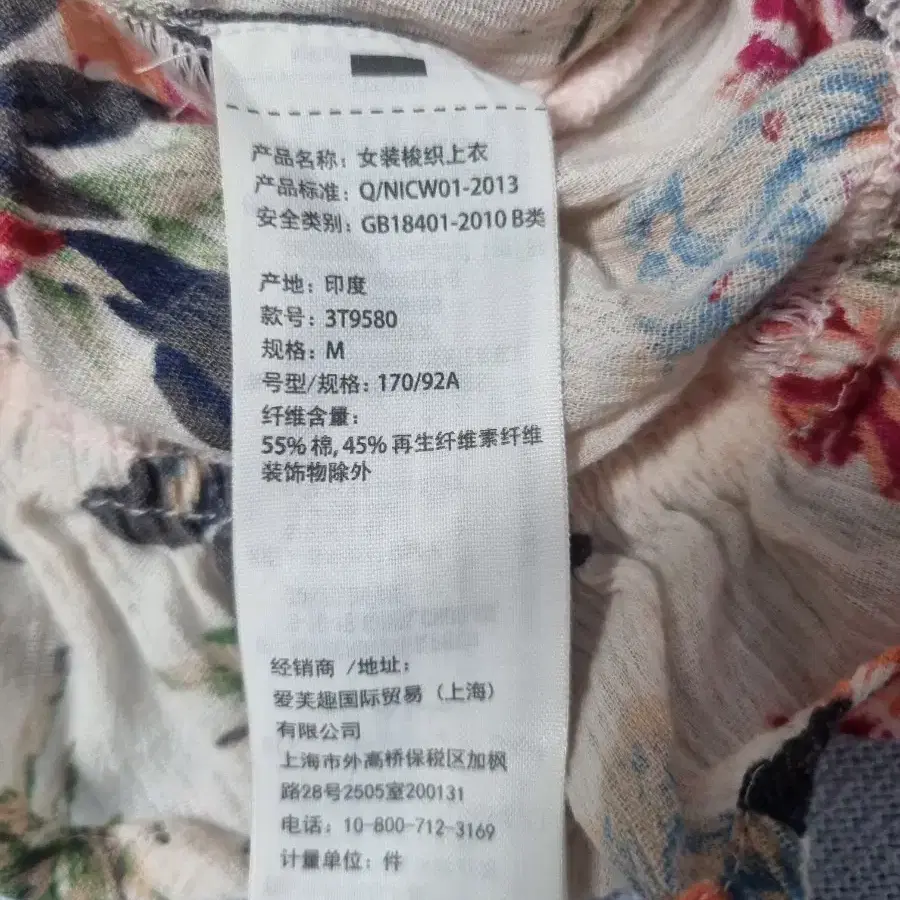 产品名称：女装梭织上衣
产品标准：Q/NICW01-2013
安全类别：GB18401-2010 B类
产地：印度
款号：3T9580
规格：M
号型/规格：170/92A
纤维含量：
55% 棉, 45% 再生纤维素纤维
装饰物除外
经销商 /地址：
爱芙趣国际贸易（上海）
有限公司
上海市外高桥保税区加枫
路28号2505室200131
电话：10-800-712-3169
计量单位：件